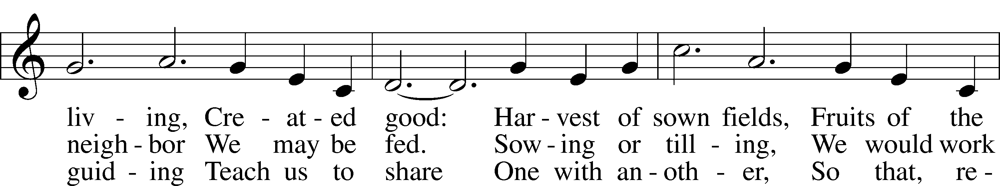 liv - ing, Cre - at - ed good: Har - vest of sown fields, Fruits of the
neigh - bor We may be fed. Sow - ing or till - ing, We would work
guid - ing Teach us to share One with an - oth - er, So that, re -